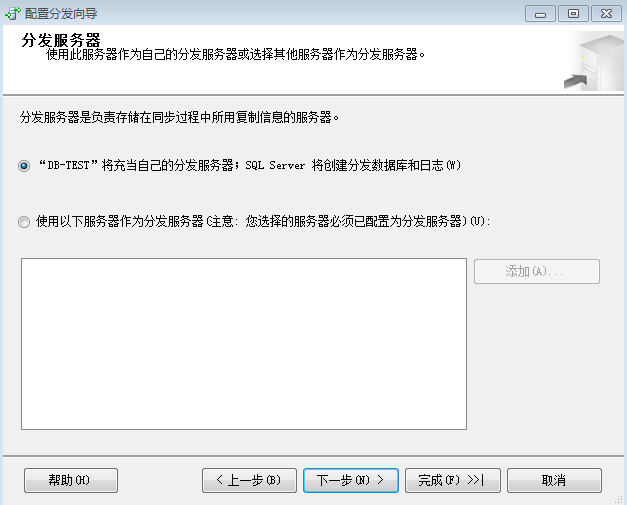 配置分发向导
分发服务器
使用此服务器作为自己的分发服务器或选择其他服务器作为分发服务器。
分发服务器是负责存储在同步过程中所用复制信息的服务器。
“DB-TEST”将充当自己的分发服务器；SQL Server 将创建分发数据库和日志(W)
使用以下服务器作为分发服务器(注意: 您选择的服务器必须已配置为分发服务器)(U):
添加(A)...
帮助(H)
< 上一步(B)
下一步(N) >
完成(F) >>|
取消